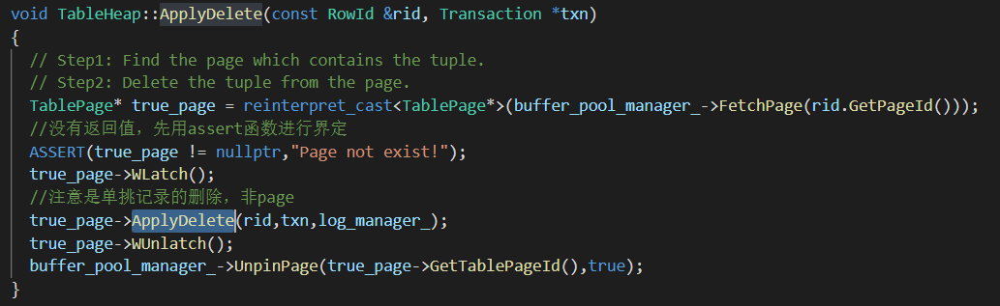 void TableHeap::ApplyDelete(const RowId &rid, Transaction *txn)
{
// Step1: Find the page which contains the tuple.
// Step2: Delete the tuple from the page.
TablePage* true_page = reinterpret_cast<TablePage*>(buffer_pool_manager_->FetchPage(rid.GetPageId()));
//没有返回值，先用assert函数进行界定
ASSERT(true_page != nullptr,"Page not exist!");
true_page->WLatch();
//注意是单挑记录的删除，非page
true_page->ApplyDelete(rid,txn,log_manager_);
true_page->WUnlatch();
buffer_pool_manager_->UnpinPage(true_page->GetTablePageId(),true);
}